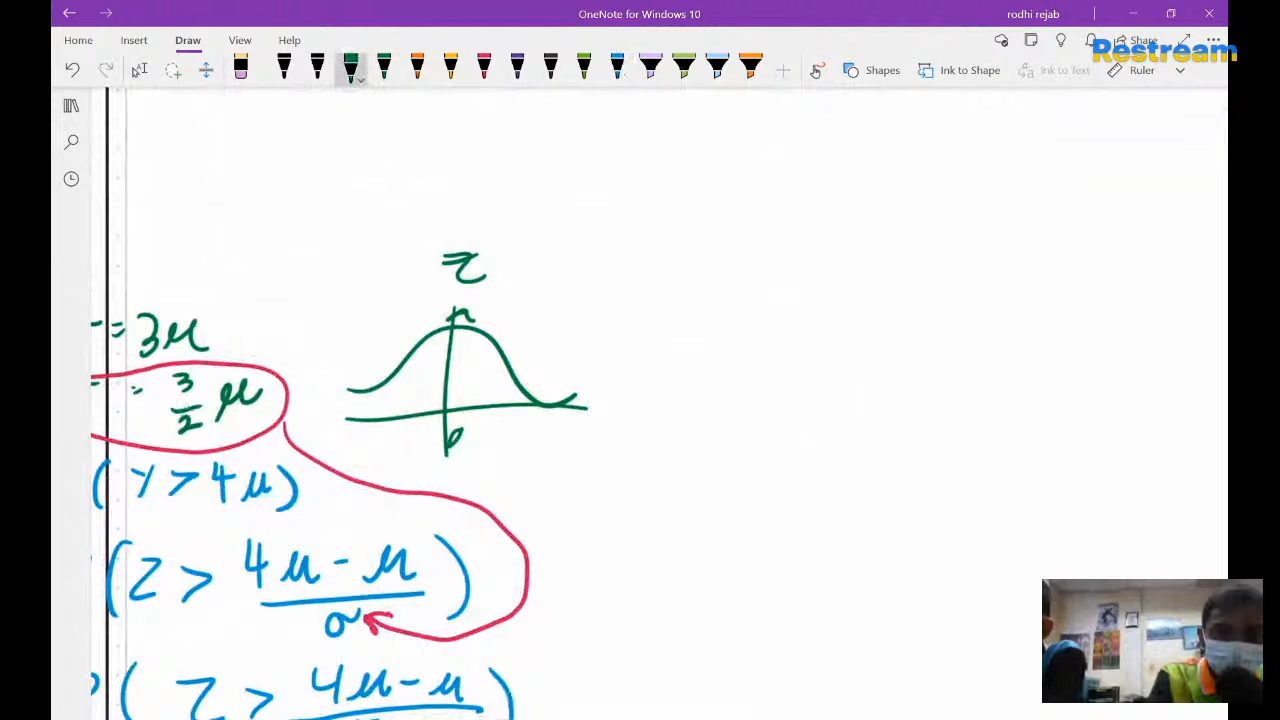 OneNote for Windows 10
rodhi rejab
Home Insert Draw View Help
Share
Restream
Shapes Ink to Shape Ink to Text Ruler
Z
= 3μ
= 3/2 μ
0
( Y > 4μ )
( Z > 4μ - μ / σ )
( Z > 4μ - μ )